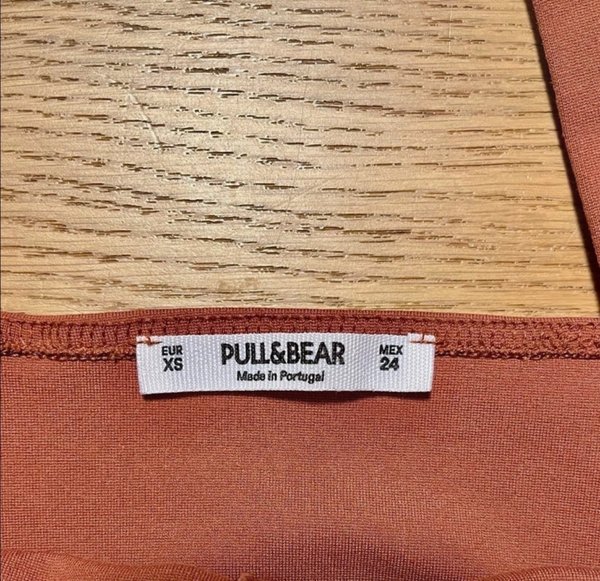 EUR
XS
PULL&BEAR
Made in Portugal
MEX
24